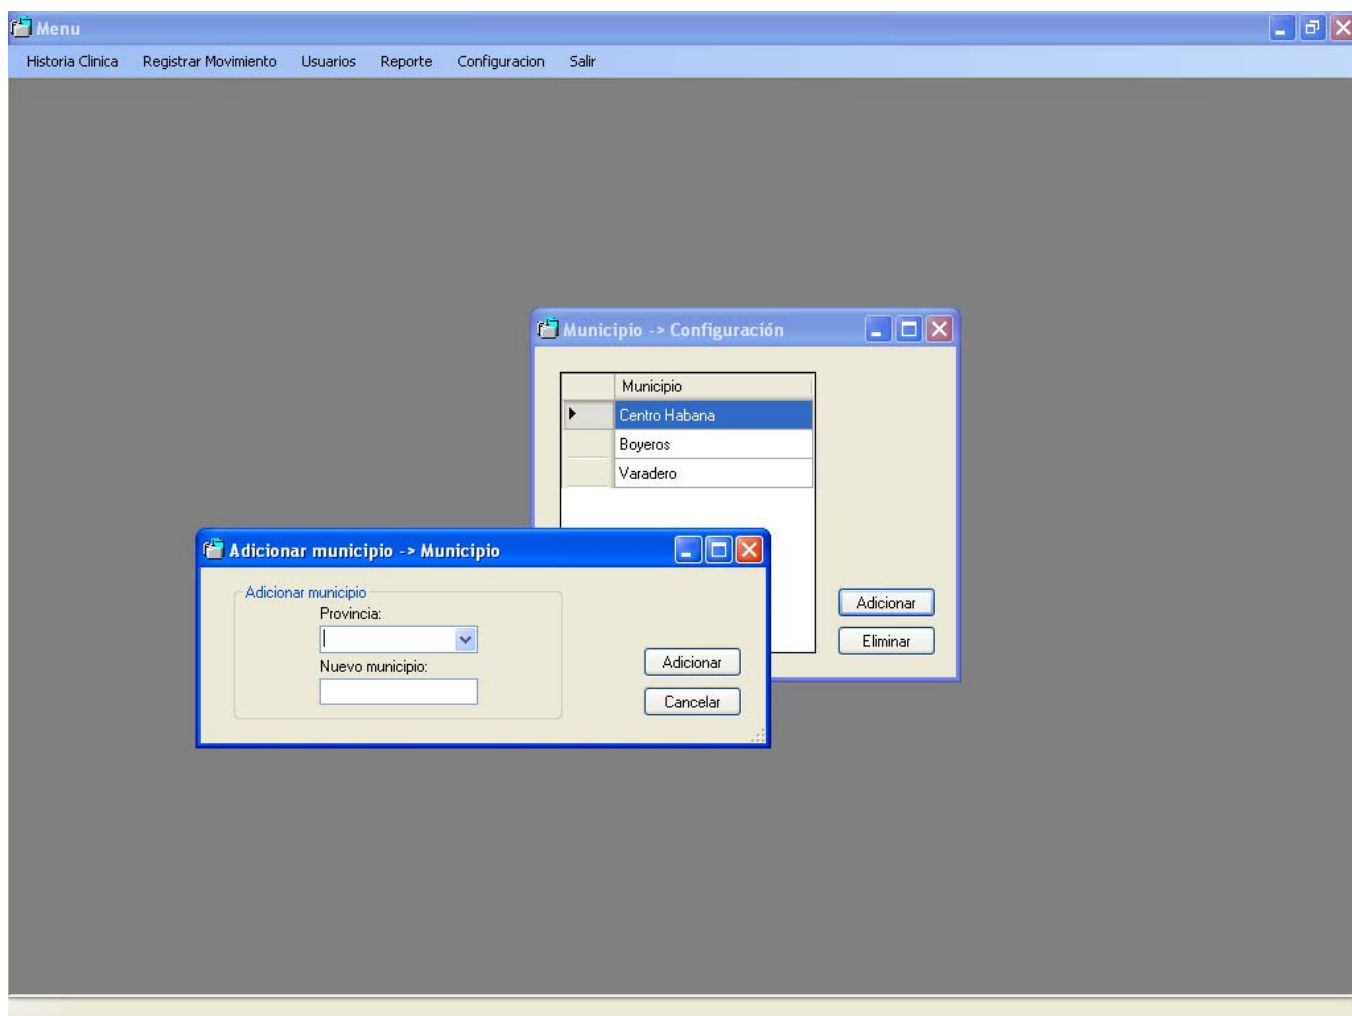 Menu
Historia Clinica Registrar Movimiento Usuarios Reporte Configuracion Salir
Municipio -> Configuración
Municipio
Centro Habana
Boyeros
Varadero
Adicionar
Eliminar
Adicionar municipio -> Municipio
Adicionar municipio
Provincia:
Nuevo municipio:
Adicionar
Cancelar